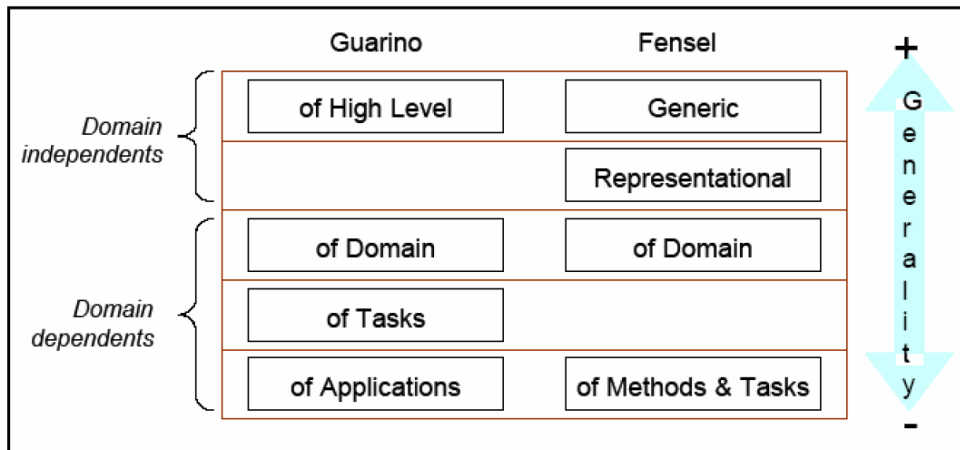 Guarino Fensel +
of High Level Generic
Domain
independents
Representational
of Domain of Domain
Domain
dependents
of Tasks
of Applications of Methods & Tasks
-
Generality